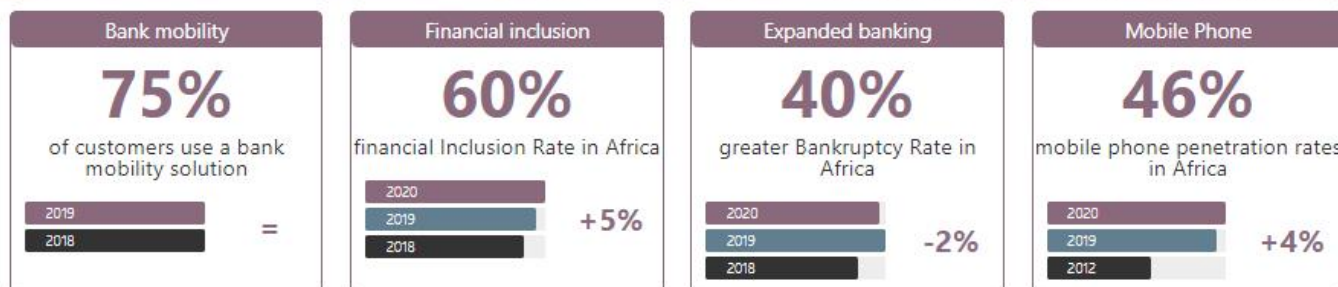 Bank mobility
75%
of customers use a bank
mobility solution
2019
2018
=
Financial inclusion
60%
financial Inclusion Rate in Africa
2020
2019
2018
+5%
Expanded banking
40%
greater Bankruptcy Rate in
Africa
2020
2019
2018
-2%
Mobile Phone
46%
mobile phone penetration rates
in Africa
2020
2019
2012
+4%